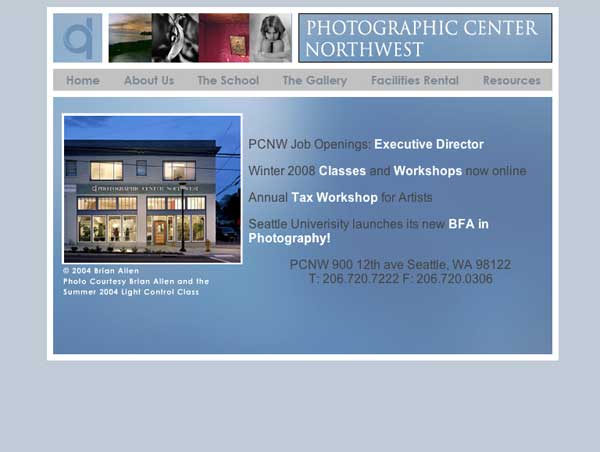 PHOTOGRAPHIC CENTER
NORTHWEST
Home About Us The School The Gallery Facilities Rental Resources
PHOTOGRAPHIC CENTER NORTHWEST
PCNW Job Openings: Executive Director
Winter 2008 Classes and Workshops now online
Annual Tax Workshop for Artists
Seattle Univerisity launches its new BFA in
Photography!
PCNW 900 12th ave Seattle, WA 98122
T: 206.720.7222 F: 206.720.0306
© 2004 Brian Allen
Photo Courtesy Brian Allen and the
Summer 2004 Light Control Class